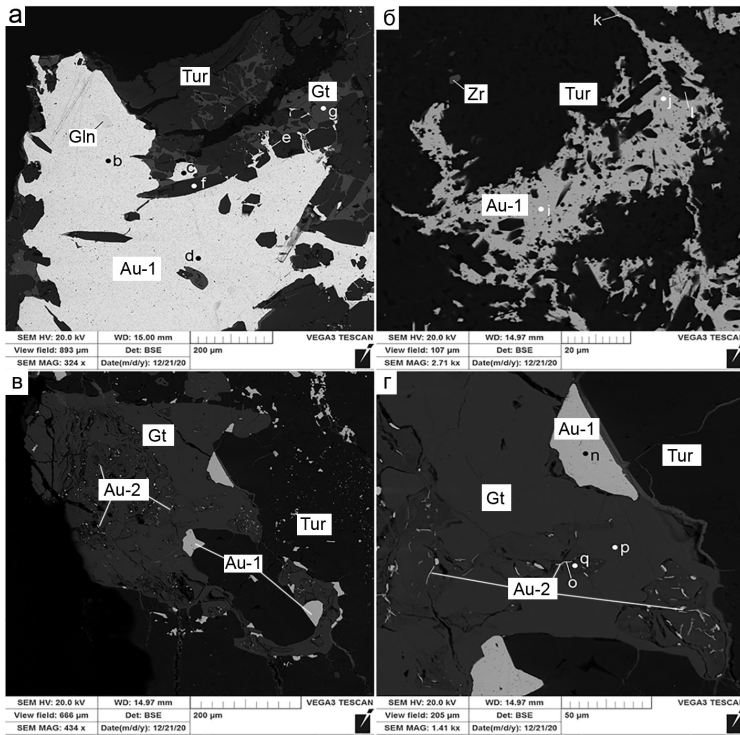 а
Tur
Gt
g
Gln
e
b
c
f
d
Au-1
SEM HV: 20.0 kV WD: 15.00 mm VEGA3 TESCAN
View field: 893 µm Det: BSE 200 µm
SEM MAG: 324 x Date(m/d/y): 12/21/20
б
k
Zr
Tur
j
l
Au-1
i
SEM HV: 20.0 kV WD: 14.97 mm VEGA3 TESCAN
View field: 107 µm Det: BSE 20 µm
SEM MAG: 2.71 kx Date(m/d/y): 12/21/20
в
Gt
Au-2
Tur
Au-1
SEM HV: 20.0 kV WD: 14.97 mm VEGA3 TESCAN
View field: 666 µm Det: BSE 200 µm
SEM MAG: 434 x Date(m/d/y): 12/21/20
г
Au-1
n
Tur
Gt
p
q
Au-2
o
SEM HV: 20.0 kV WD: 14.97 mm VEGA3 TESCAN
View field: 205 µm Det: BSE 50 µm
SEM MAG: 1.41 kx Date(m/d/y): 12/21/20